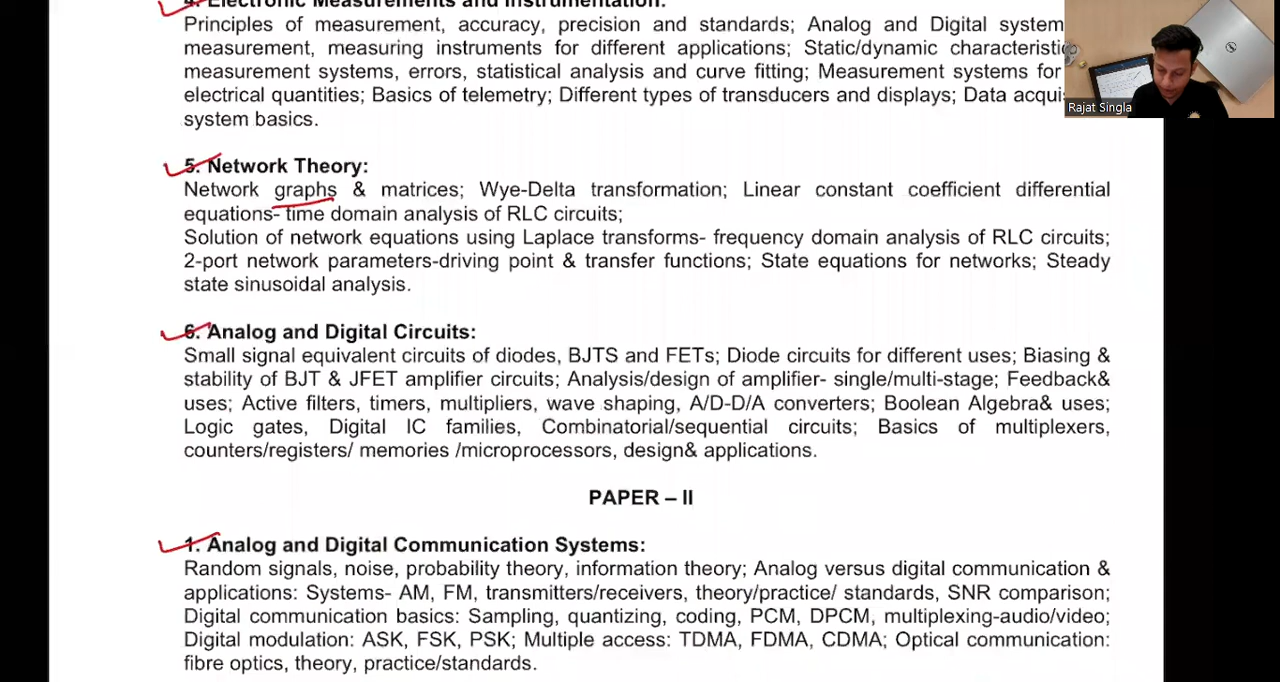 4. Electronic Measurements and Instrumentation:
Principles of measurement, accuracy, precision and standards; Analog and Digital system
measurement, measuring instruments for different applications; Static/dynamic
measurement systems, errors, statistical analysis and curve fitting; Measurement systems for
electrical quantities; Basics of telemetry; Different types of transducers and displays; Data
system basics.
Rajat Singla
5. Network Theory:
Network graphs & matrices; Wye-Delta transformation; Linear constant coefficient differential
equations- time domain analysis of RLC circuits;
Solution of network equations using Laplace transforms- frequency domain analysis of RLC circuits;
2-port network parameters-driving point & transfer functions; State equations for networks; Steady
state sinusoidal analysis.
6. Analog and Digital Circuits:
Small signal equivalent circuits of diodes, BJTS and FETs; Diode circuits for different uses; Biasing &
stability of BJT & JFET amplifier circuits; Analysis/design of amplifier- single/multi-stage; Feedback&
uses; Active filters, timers, multipliers, wave shaping, A/D-D/A converters; Boolean Algebra& uses;
Logic gates, Digital IC families, Combinatorial/sequential circuits; Basics of multiplexers,
counters/registers/ memories /microprocessors, design& applications.
PAPER – II
1. Analog and Digital Communication Systems:
Random signals, noise, probability theory, information theory; Analog versus digital communication &
applications: Systems- AM, FM, transmitters/receivers, theory/practice/ standards, SNR comparison;
Digital communication basics: Sampling, quantizing, coding, PCM, DPCM, multiplexing-audio/video;
Digital modulation: ASK, FSK, PSK; Multiple access: TDMA, FDMA, CDMA; Optical communication:
fibre optics, theory, practice/standards.